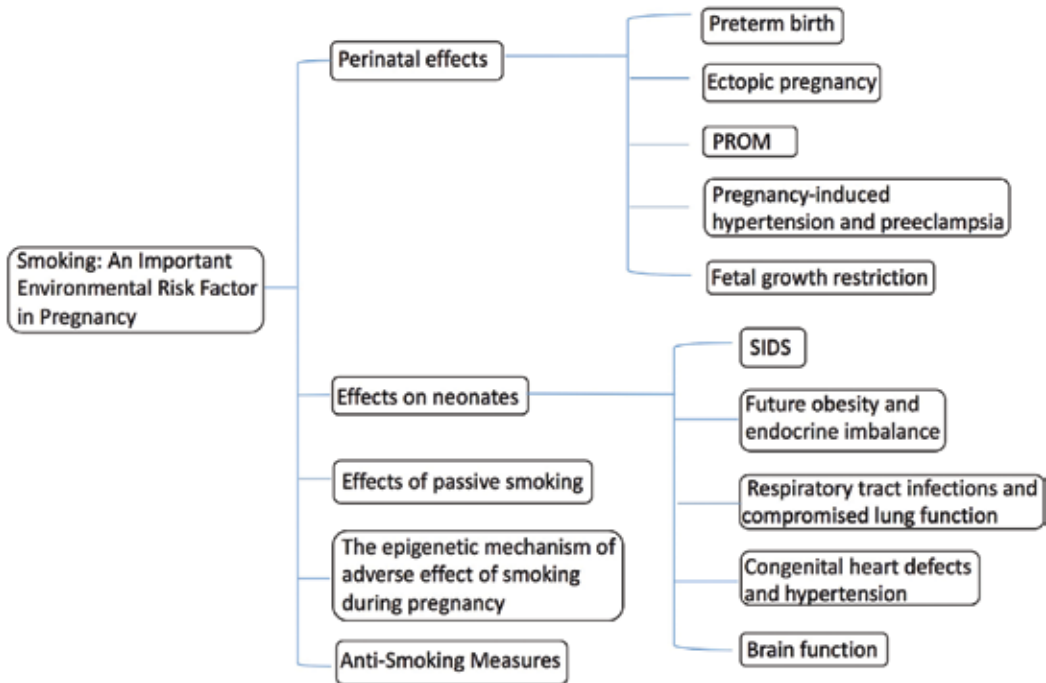 Smoking: An Important
Environmental Risk Factor
in Pregnancy
Perinatal effects
Preterm birth
Ectopic pregnancy
PROM
Pregnancy-induced
hypertension and preeclampsia
Fetal growth restriction
Effects on neonates
SIDS
Future obesity and
endocrine imbalance
Respiratory tract infections and
compromised lung function
Congenital heart defects
and hypertension
Brain function
Effects of passive smoking
The epigenetic mechanism of
adverse effect of smoking
during pregnancy
Anti-Smoking Measures